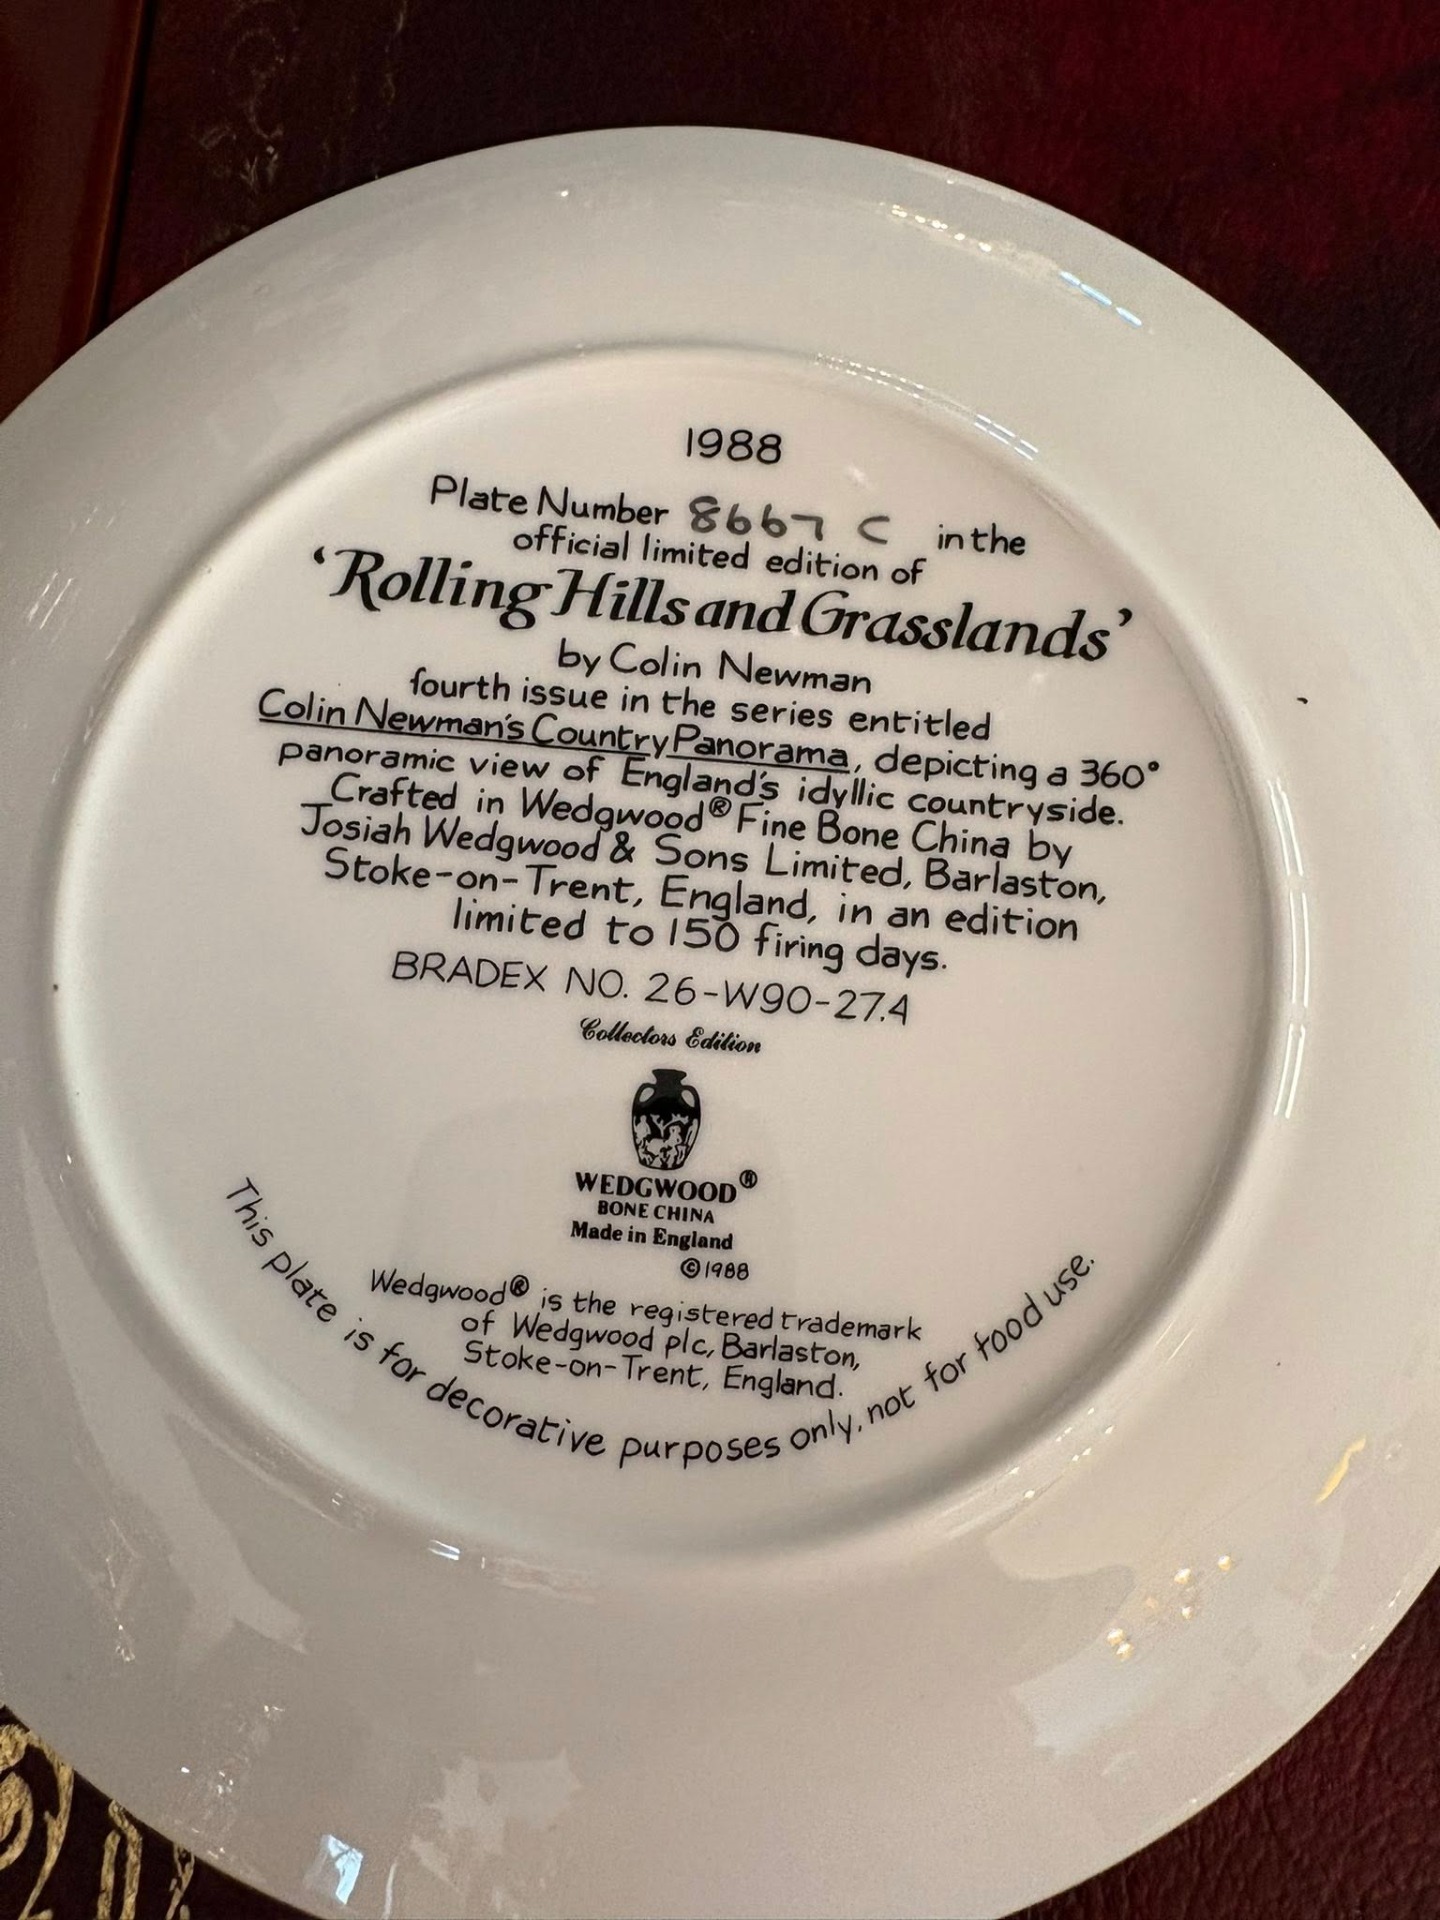 1988
Plate Number 8667 C in the
official limited edition of
‘Rolling Hills and Grasslands’
by Colin Newman
fourth issue in the series entitled
Colin Newman's Country Panorama, depicting a 360°
panoramic view of England's idyllic countryside.
Crafted in Wedgwood® Fine Bone China by
Josiah Wedgwood & Sons Limited, Barlaston,
Stoke-on-Trent, England, in an edition
limited to 150 firing days.
BRADEX NO. 26-W90-27.4
Collectors Edition
WEDGWOOD®
BONE CHINA
Made in England
©1988
Wedgwood® is the registered trademark
of Wedgwood plc, Barlaston,
Stoke-on-Trent, England.
This plate is for decorative purposes only, not for food use.